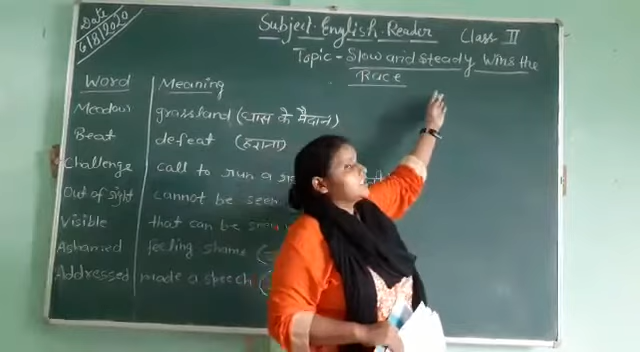 Date
6/8/2020
Subject - English - Reader
Class - II
Topic - Slow and Steady Wins the
Race
Word Meaning
Meadow grassland (घास के मैदान)
Beat defeat (हराना)
Challenge call to run a
Out of sight cannot be seen
Visible that can be seen
Ashamed feeling shame
Addressed made a speech